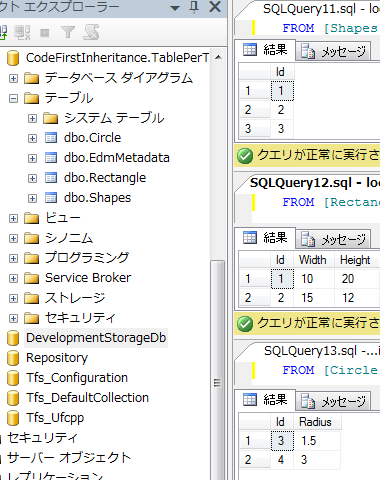 クト エクスプローラー
CodeFirstInheritance.TablePerT
データベース ダイアグラム
テーブル
システム テーブル
dbo.Circle
dbo.EdmMetadata
dbo.Rectangle
dbo.Shapes
ビュー
シノニム
プログラミング
Service Broker
ストレージ
セキュリティ
DevelopmentStorageDb
Repository
Tfs_Configuration
Tfs_DefaultCollection
Tfs_Ufcpp
セキュリティ
サーバー オブジェクト
レプリケーション
SQLQuery11.sql - lo
FROM [Shapes
結果 メッセージ
Id
1 1
2 2
3 3
クエリが正常に実行さ
SQLQuery12.sql - loc
FROM [Rectan
結果 メッセージ
Id Width Height
1 1 10 20
2 2 15 12
クエリが正常に実行さ
SQLQuery13.sql -...i
FROM [Circle
結果 メッセージ
Id Radius
1 3 1.5
2 4 3